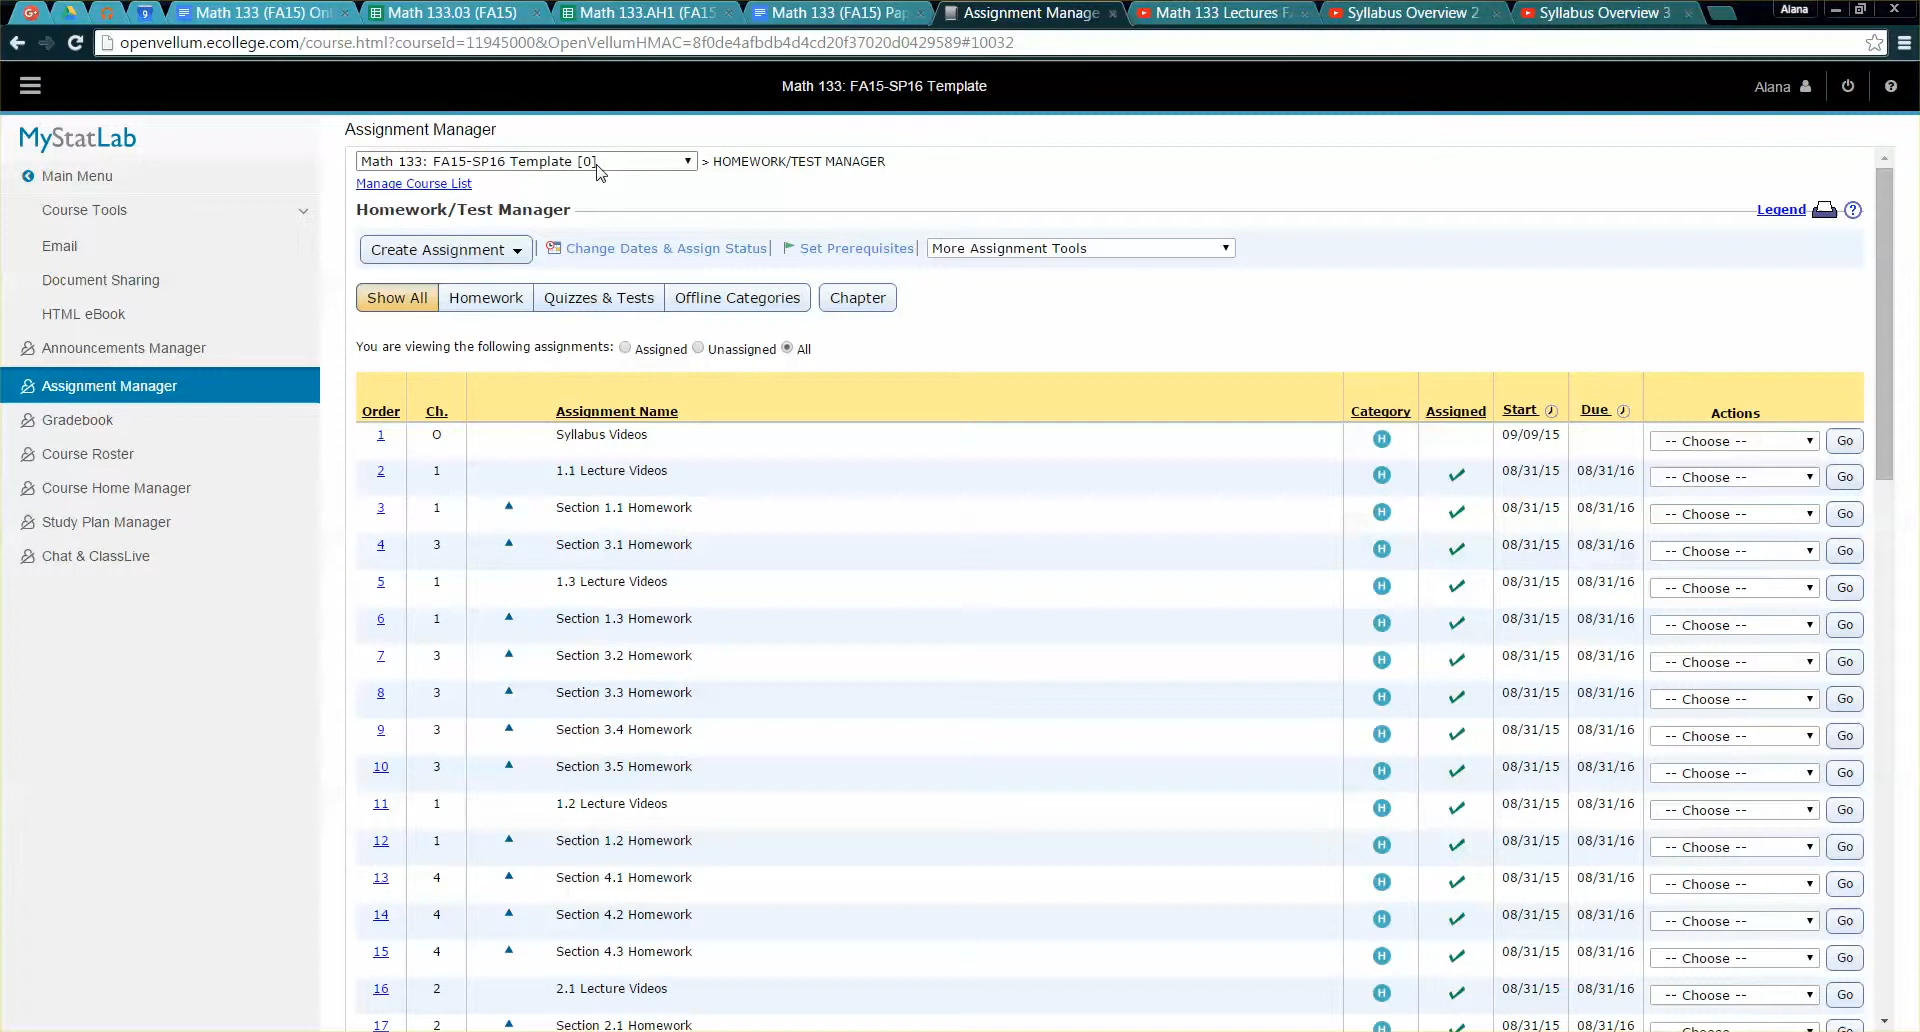 Math 133 (FA15) Onl
Math 133.03 (FA15)
Math 133.AH1 (FA15
Math 133 (FA15) Pap
Assignment Manage
Math 133 Lectures F
Syllabus Overview 2
Syllabus Overview 3
Alana
openvellum.ecollege.com/course.html?courseId=11945000&OpenVellumHMAC=8f0de4afbdb4d4cd20f37020d0429589#10032
Math 133: FA15-SP16 Template
Alana
MyStatLab
Main Menu
Course Tools
Email
Document Sharing
HTML eBook
Announcements Manager
Assignment Manager
Gradebook
Course Roster
Course Home Manager
Study Plan Manager
Chat & ClassLive
Assignment Manager
Math 133: FA15-SP16 Template [0] > HOMEWORK/TEST MANAGER
Manage Course List
Homework/Test Manager Legend ?
Create Assignment Change Dates & Assign Status Set Prerequisites More Assignment Tools
Show All Homework Quizzes & Tests Offline Categories Chapter
You are viewing the following assignments: Assigned Unassigned All
Order Ch. Assignment Name Category Assigned Start Due Actions
1 O Syllabus Videos H 09/09/15 -- Choose -- Go
2 1 1.1 Lecture Videos H 08/31/15 08/31/16 -- Choose -- Go
3 1 Section 1.1 Homework H 08/31/15 08/31/16 -- Choose -- Go
4 3 Section 3.1 Homework H 08/31/15 08/31/16 -- Choose -- Go
5 1 1.3 Lecture Videos H 08/31/15 08/31/16 -- Choose -- Go
6 1 Section 1.3 Homework H 08/31/15 08/31/16 -- Choose -- Go
7 3 Section 3.2 Homework H 08/31/15 08/31/16 -- Choose -- Go
8 3 Section 3.3 Homework H 08/31/15 08/31/16 -- Choose -- Go
9 3 Section 3.4 Homework H 08/31/15 08/31/16 -- Choose -- Go
10 3 Section 3.5 Homework H 08/31/15 08/31/16 -- Choose -- Go
11 1 1.2 Lecture Videos H 08/31/15 08/31/16 -- Choose -- Go
12 1 Section 1.2 Homework H 08/31/15 08/31/16 -- Choose -- Go
13 4 Section 4.1 Homework H 08/31/15 08/31/16 -- Choose -- Go
14 4 Section 4.2 Homework H 08/31/15 08/31/16 -- Choose -- Go
15 4 Section 4.3 Homework H 08/31/15 08/31/16 -- Choose -- Go
16 2 2.1 Lecture Videos H 08/31/15 08/31/16 -- Choose -- Go
17 2 Section 2.1 Homework 08/31/15 08/31/16